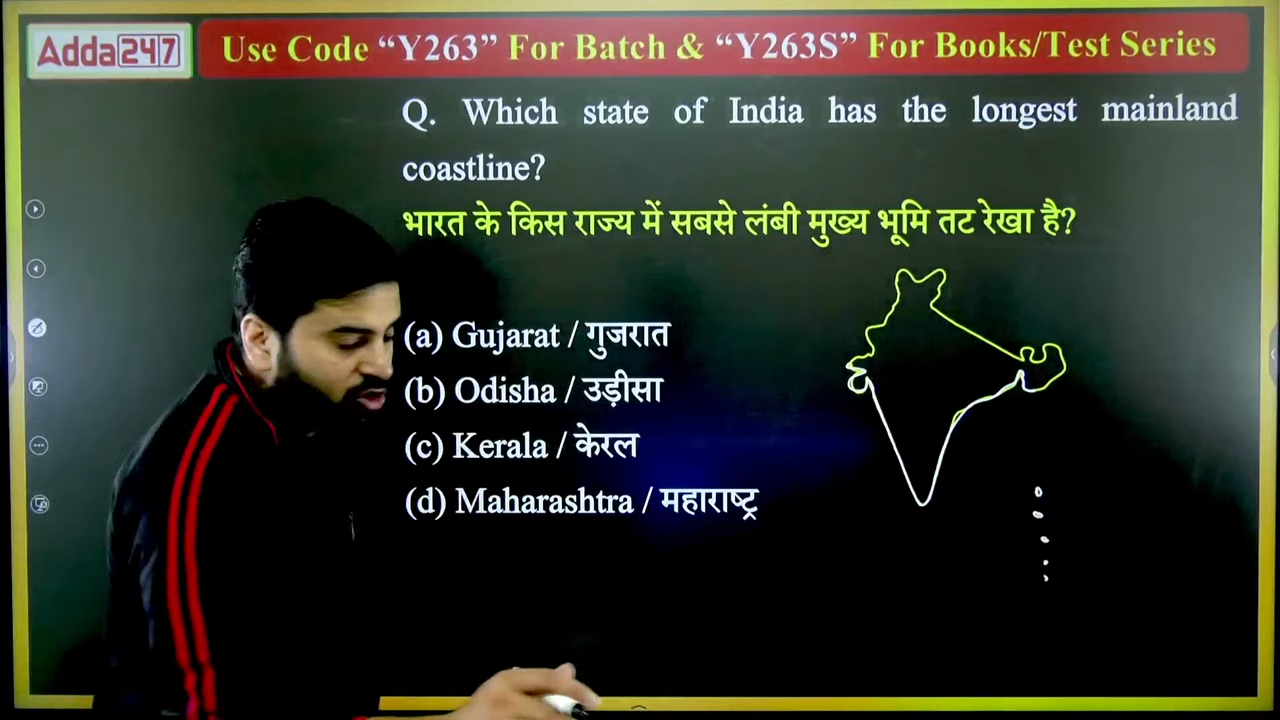 Adda247
Use Code “Y263” For Batch & “Y263S” For Books/Test Series
Q. Which state of India has the longest mainland
coastline?
भारत के किस राज्य में सबसे लंबी मुख्य भूमि तट रेखा है?
(a) Gujarat / गुजरात
(b) Odisha / उड़ीसा
(c) Kerala / केरल
(d) Maharashtra / महाराष्ट्र